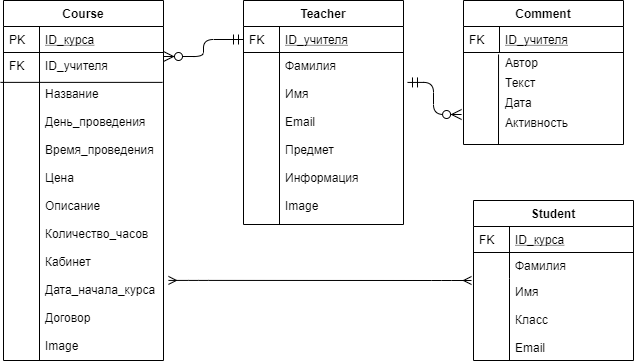 Course
PK ID_курса
FK ID_учителя
Название
День_проведения
Время_проведения
Цена
Описание
Количество_часов
Кабинет
Дата_начала_курса
Договор
Image
Teacher
FK ID_учителя
Фамилия
Имя
Email
Предмет
Информация
Image
Comment
FK ID_учителя
Автор
Текст
Дата
Активность
Student
FK ID_курса
Фамилия
Имя
Класс
Email